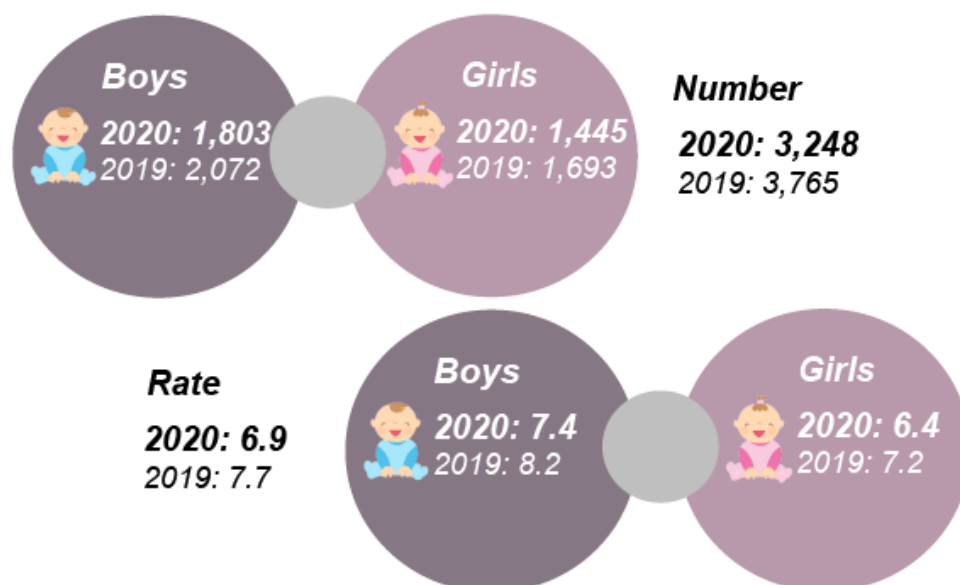 Boys
2020: 1,803
2019: 2,072
Girls
2020: 1,445
2019: 1,693
Number
2020: 3,248
2019: 3,765
Rate
2020: 6.9
2019: 7.7
Boys
2020: 7.4
2019: 8.2
Girls
2020: 6.4
2019: 7.2